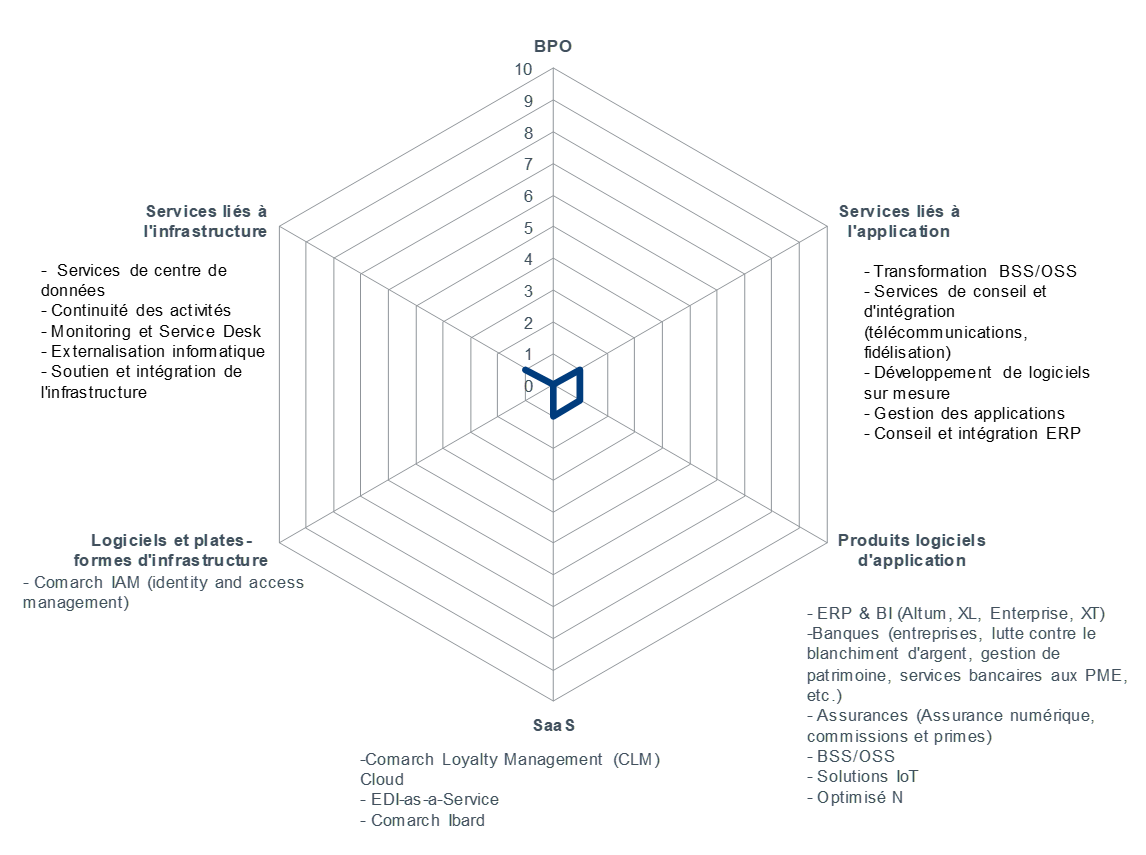 BPO
10
9
8
7
6
5
4
3
2
1
0
Services liés à
l'infrastructure
- Services de centre de
données
- Continuité des activités
- Monitoring et Service Desk
- Externalisation informatique
- Soutien et intégration de
l'infrastructure
Services liés à
l'application
- Transformation BSS/OSS
- Services de conseil et
d'intégration
(télécommunications,
fidélisation)
- Développement de logiciels
sur mesure
- Gestion des applications
- Conseil et intégration ERP
Logiciels et plates-
formes d'infrastructure
- Comarch IAM (identity and access
management)
Produits logiciels
d'application
- ERP & BI (Altum, XL, Enterprise, XT)
-Banques (entreprises, lutte contre le
blanchiment d'argent, gestion de
patrimoine, services bancaires aux PME,
etc.)
- Assurances (Assurance numérique,
commissions et primes)
- BSS/OSS
- Solutions IoT
- Optimisé N
SaaS
-Comarch Loyalty Management (CLM)
Cloud
- EDI-as-a-Service
- Comarch Ibard